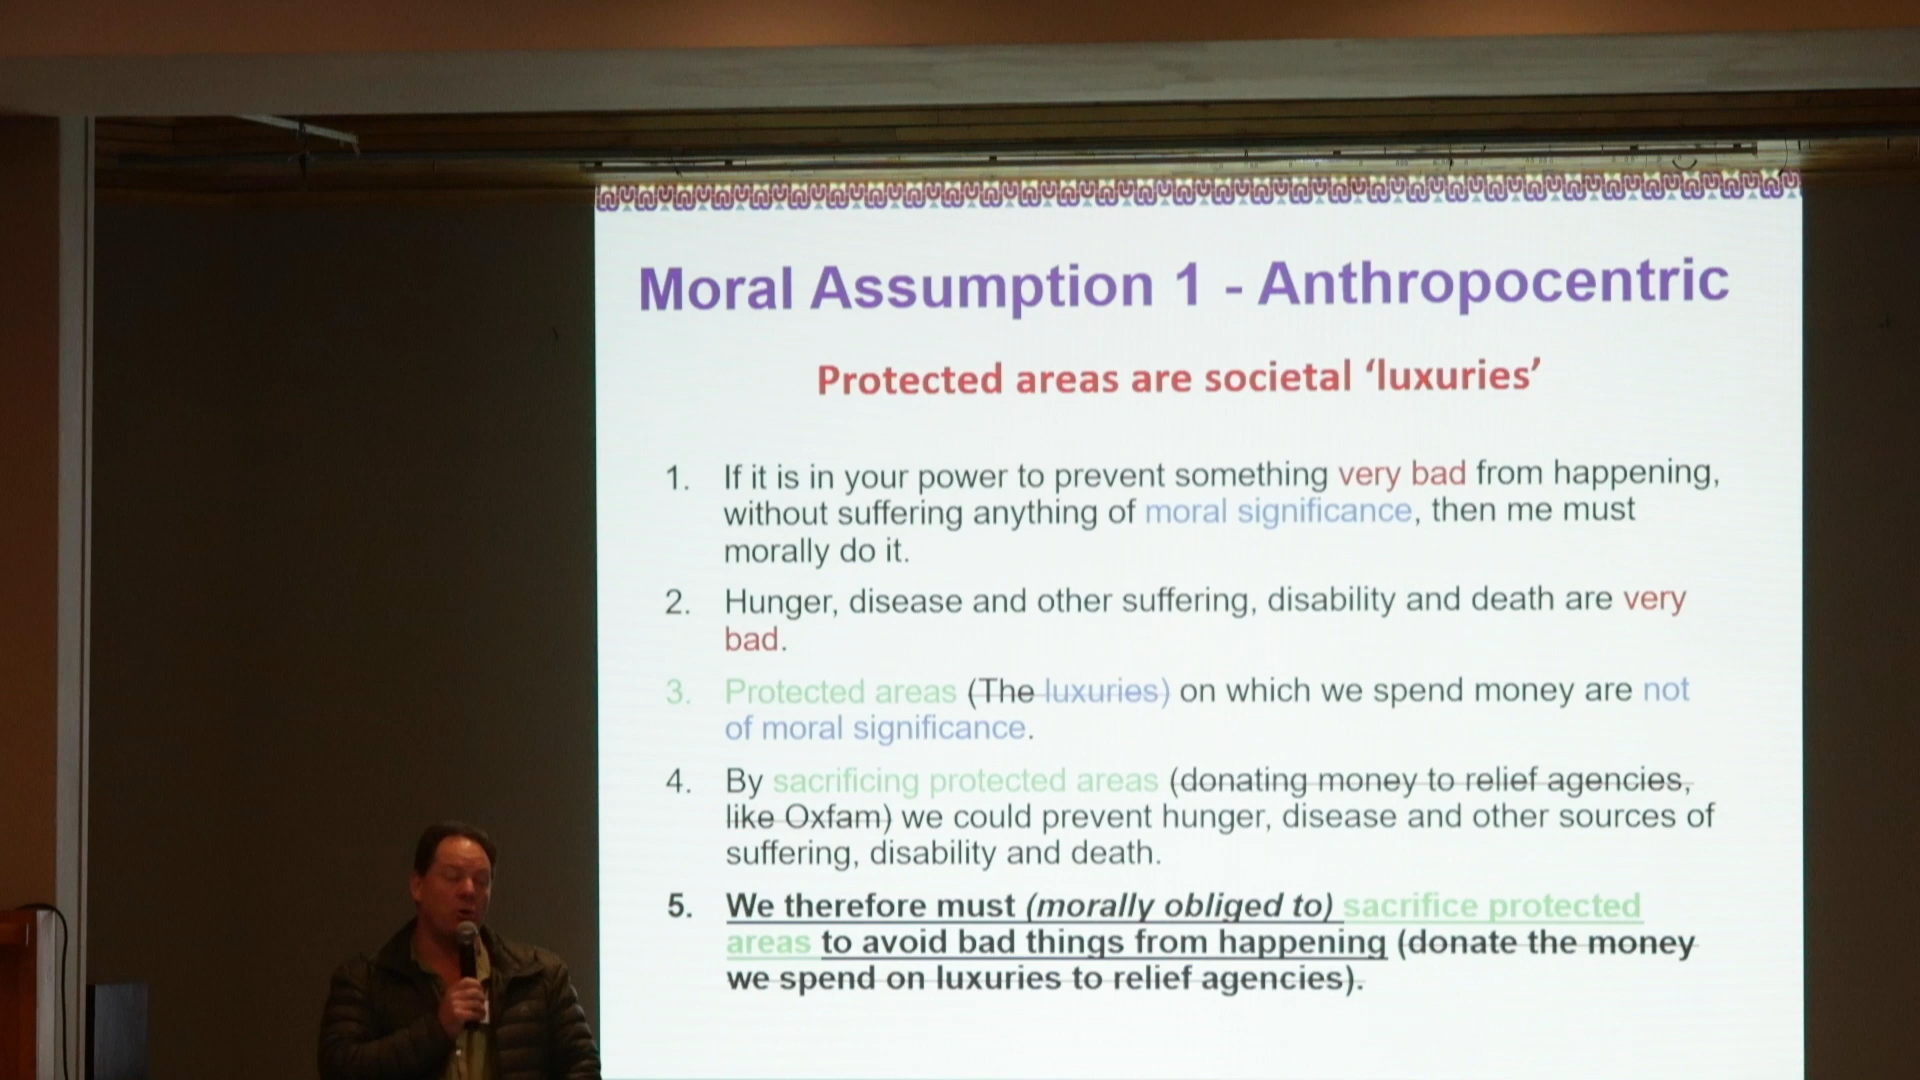 Moral Assumption 1 - Anthropocentric
Protected areas are societal ‘luxuries’
1. If it is in your power to prevent something very bad from happening,
without suffering anything of moral significance, then me must
morally do it.
2. Hunger, disease and other suffering, disability and death are very
bad.
3. Protected areas (The luxuries) on which we spend money are not
of moral significance.
4. By sacrificing protected areas (donating money to relief agencies,
like Oxfam) we could prevent hunger, disease and other sources of
suffering, disability and death.
5. We therefore must (morally obliged to) sacrifice protected
areas to avoid bad things from happening (donate the money
we spend on luxuries to relief agencies).